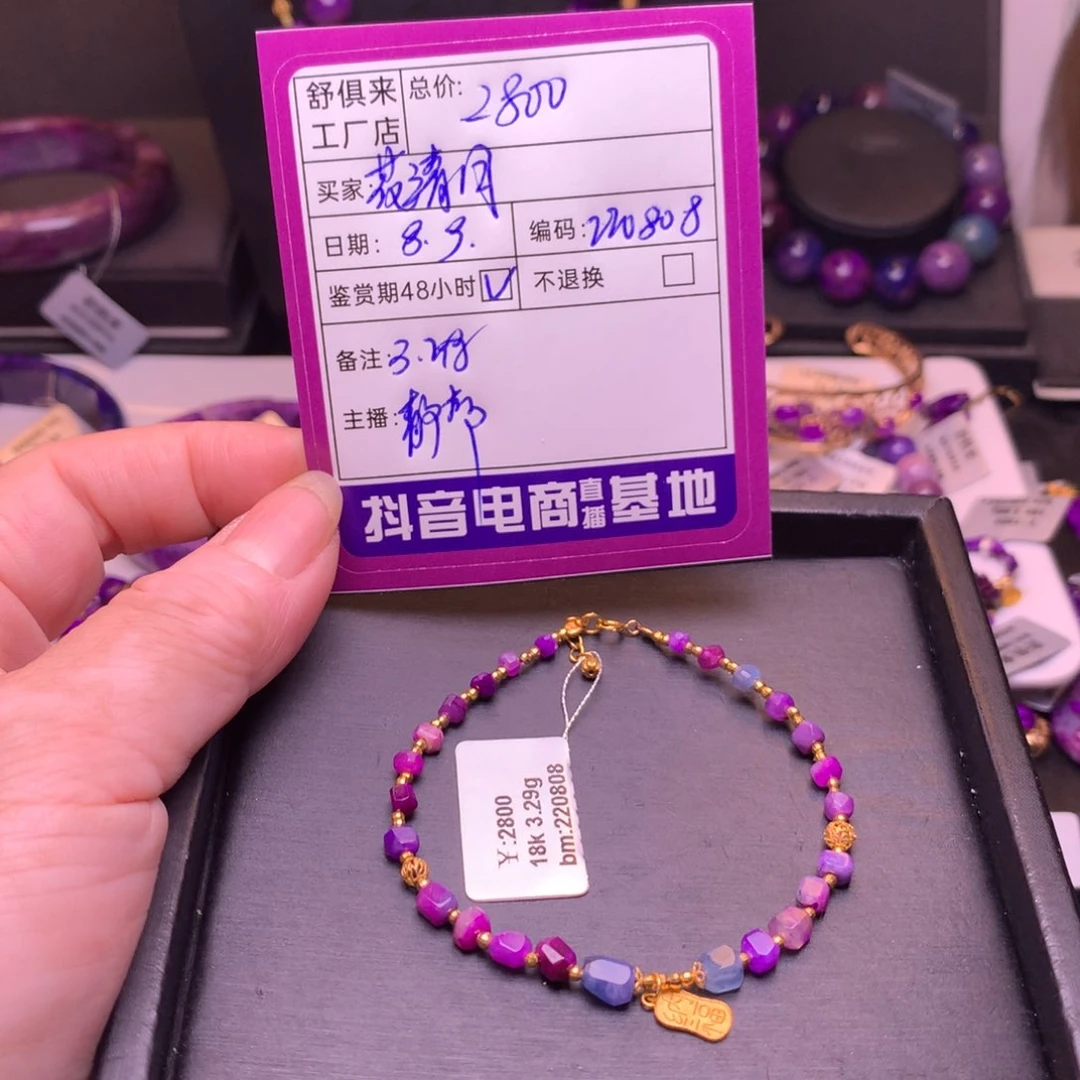 舒俱来 总价: 2800
工厂店
买家
日期: 8.9. 编码: 220808
鉴赏期48小时 不退换
备注: 3.29g
主播:
抖音电商直播基地
Y:2800
18k 3.29g
bm:220808